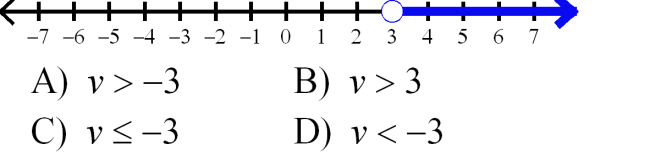 –7 –6 –5 –4 –3 –2 –1 0 1 2 3 4 5 6 7
A) v > –3 B) v > 3
C) v ≤ –3 D) v < –3